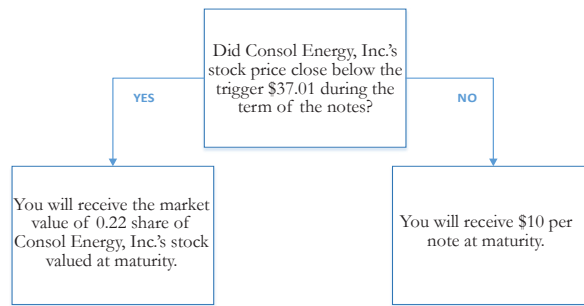 Did Consol Energy, Inc.'s
stock price close below the
trigger $37.01 during the
term of the notes?
YES
NO
You will receive the market
value of 0.22 share of
Consol Energy, Inc.'s stock
valued at maturity.
You will receive $10 per
note at maturity.